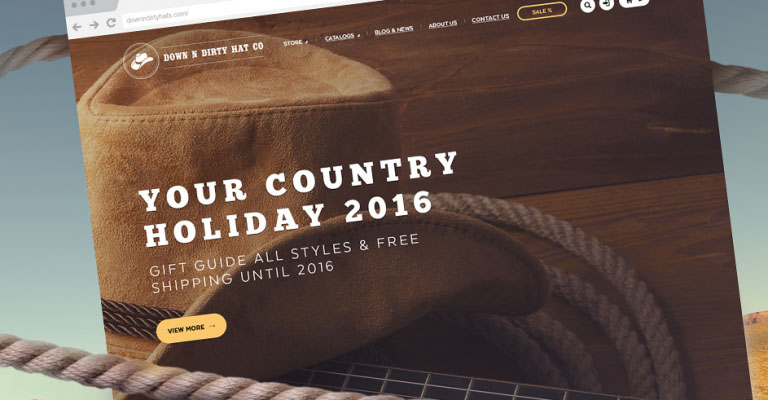 downndirtyhats.com/
DOWN N DIRTY HAT CO
STORE
CATALOGS
BLOG & NEWS
ABOUT US
CONTACT US
SALE %
YOUR COUNTRY
HOLIDAY 2016
GIFT GUIDE ALL STYLES & FREE
SHIPPING UNTIL 2016
VIEW MORE →